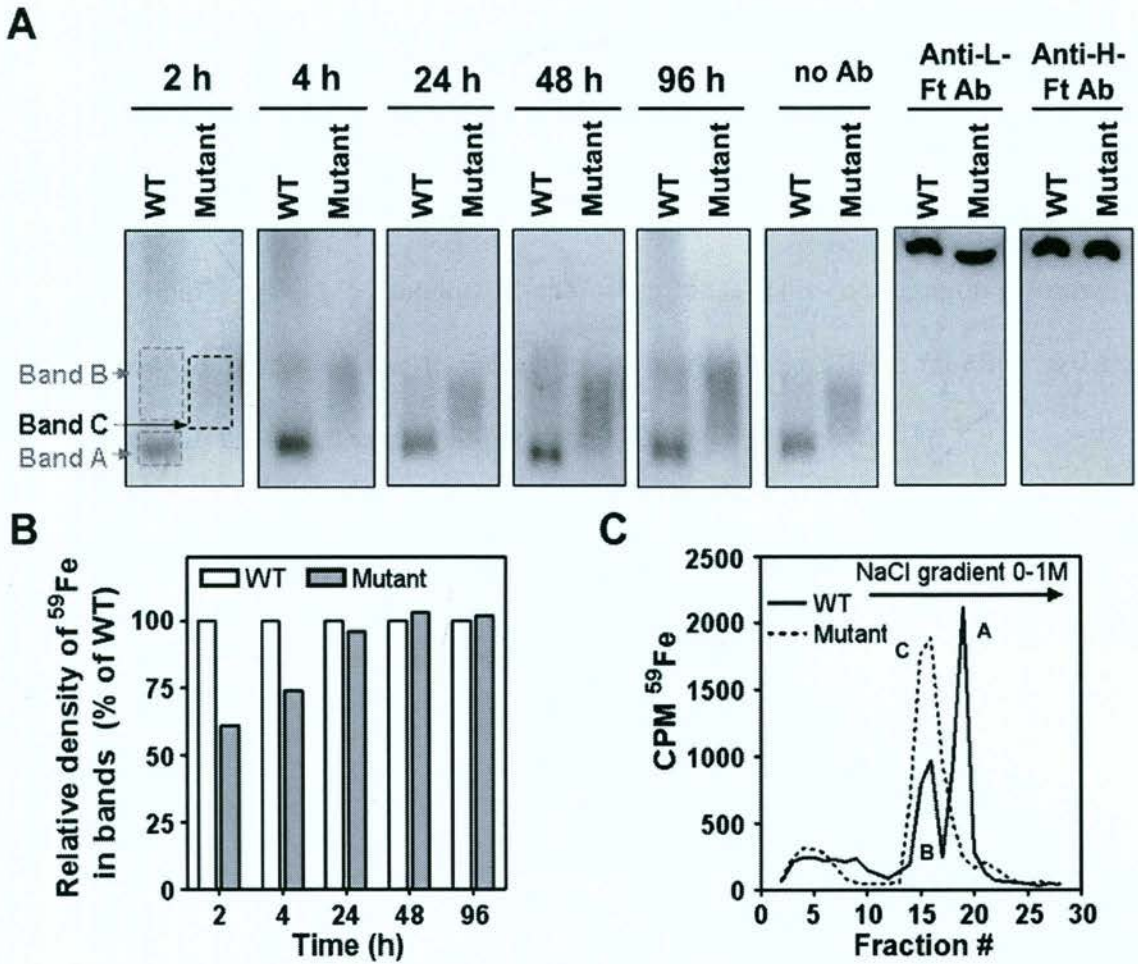 A
2 h
4 h
24 h
48 h
96 h
no Ab
Anti-L-
Ft Ab
Anti-H-
Ft Ab
WT
Mutant
WT
Mutant
WT
Mutant
WT
Mutant
WT
Mutant
WT
Mutant
WT
Mutant
WT
Mutant
Band B
Band C
Band A
B
Relative density of ⁵⁹Fe
in bands (% of WT)
WT
Mutant
100
75
50
25
0
2
4
24
48
96
Time (h)
C
CPM ⁵⁹Fe
2500
2000
1500
1000
500
0
NaCl gradient 0-1M
WT
Mutant
C
A
B
0
5
10
15
20
25
30
Fraction #